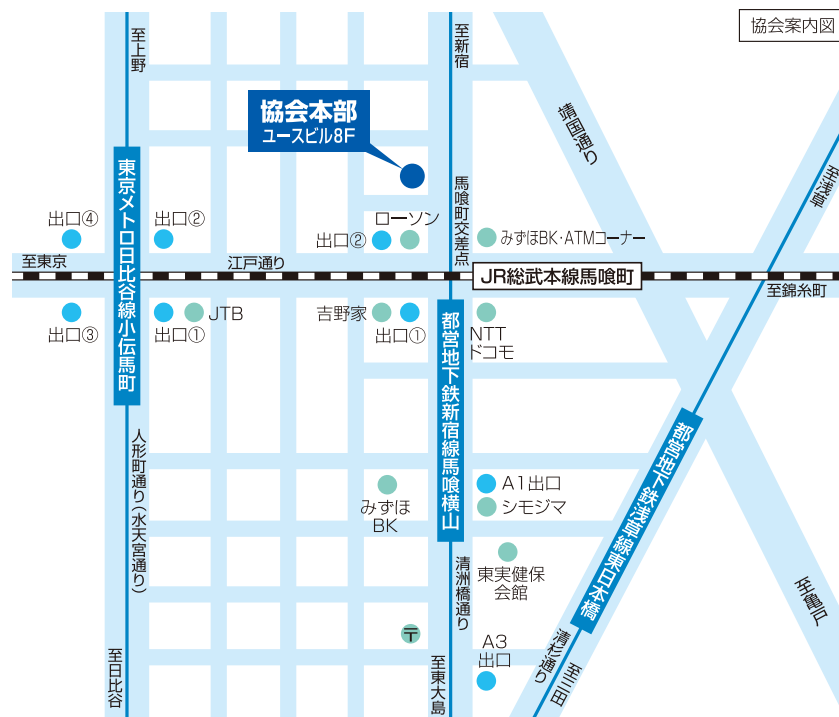 協会案内図
至上野
至新宿
靖国通り
至浅草
協会本部
ユースビル8F
東京メトロ日比谷線小伝馬町
馬喰町交差点
出口④
出口②
出口②
ローソン
みずほBK・ATMコーナー
至東京
江戸通り
JR総武本線馬喰町
至錦糸町
出口③
出口①
JTB
吉野家
出口①
都営地下鉄新宿線馬喰横山
NTT
ドコモ
人形町通り(水天宮通り)
みずほ
BK
A1出口
シモジマ
都営地下鉄浅草線東日本橋
東実健保
会館
清洲橋通り
至亀戸
〒
A3
出口
清杉通り
至三田
至日比谷
至東大島